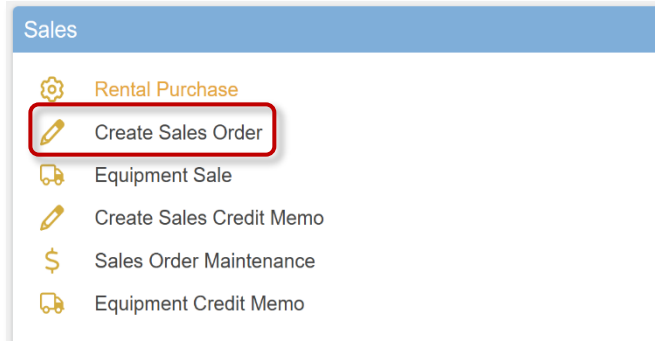 Sales
Rental Purchase
Create Sales Order
Equipment Sale
Create Sales Credit Memo
Sales Order Maintenance
Equipment Credit Memo